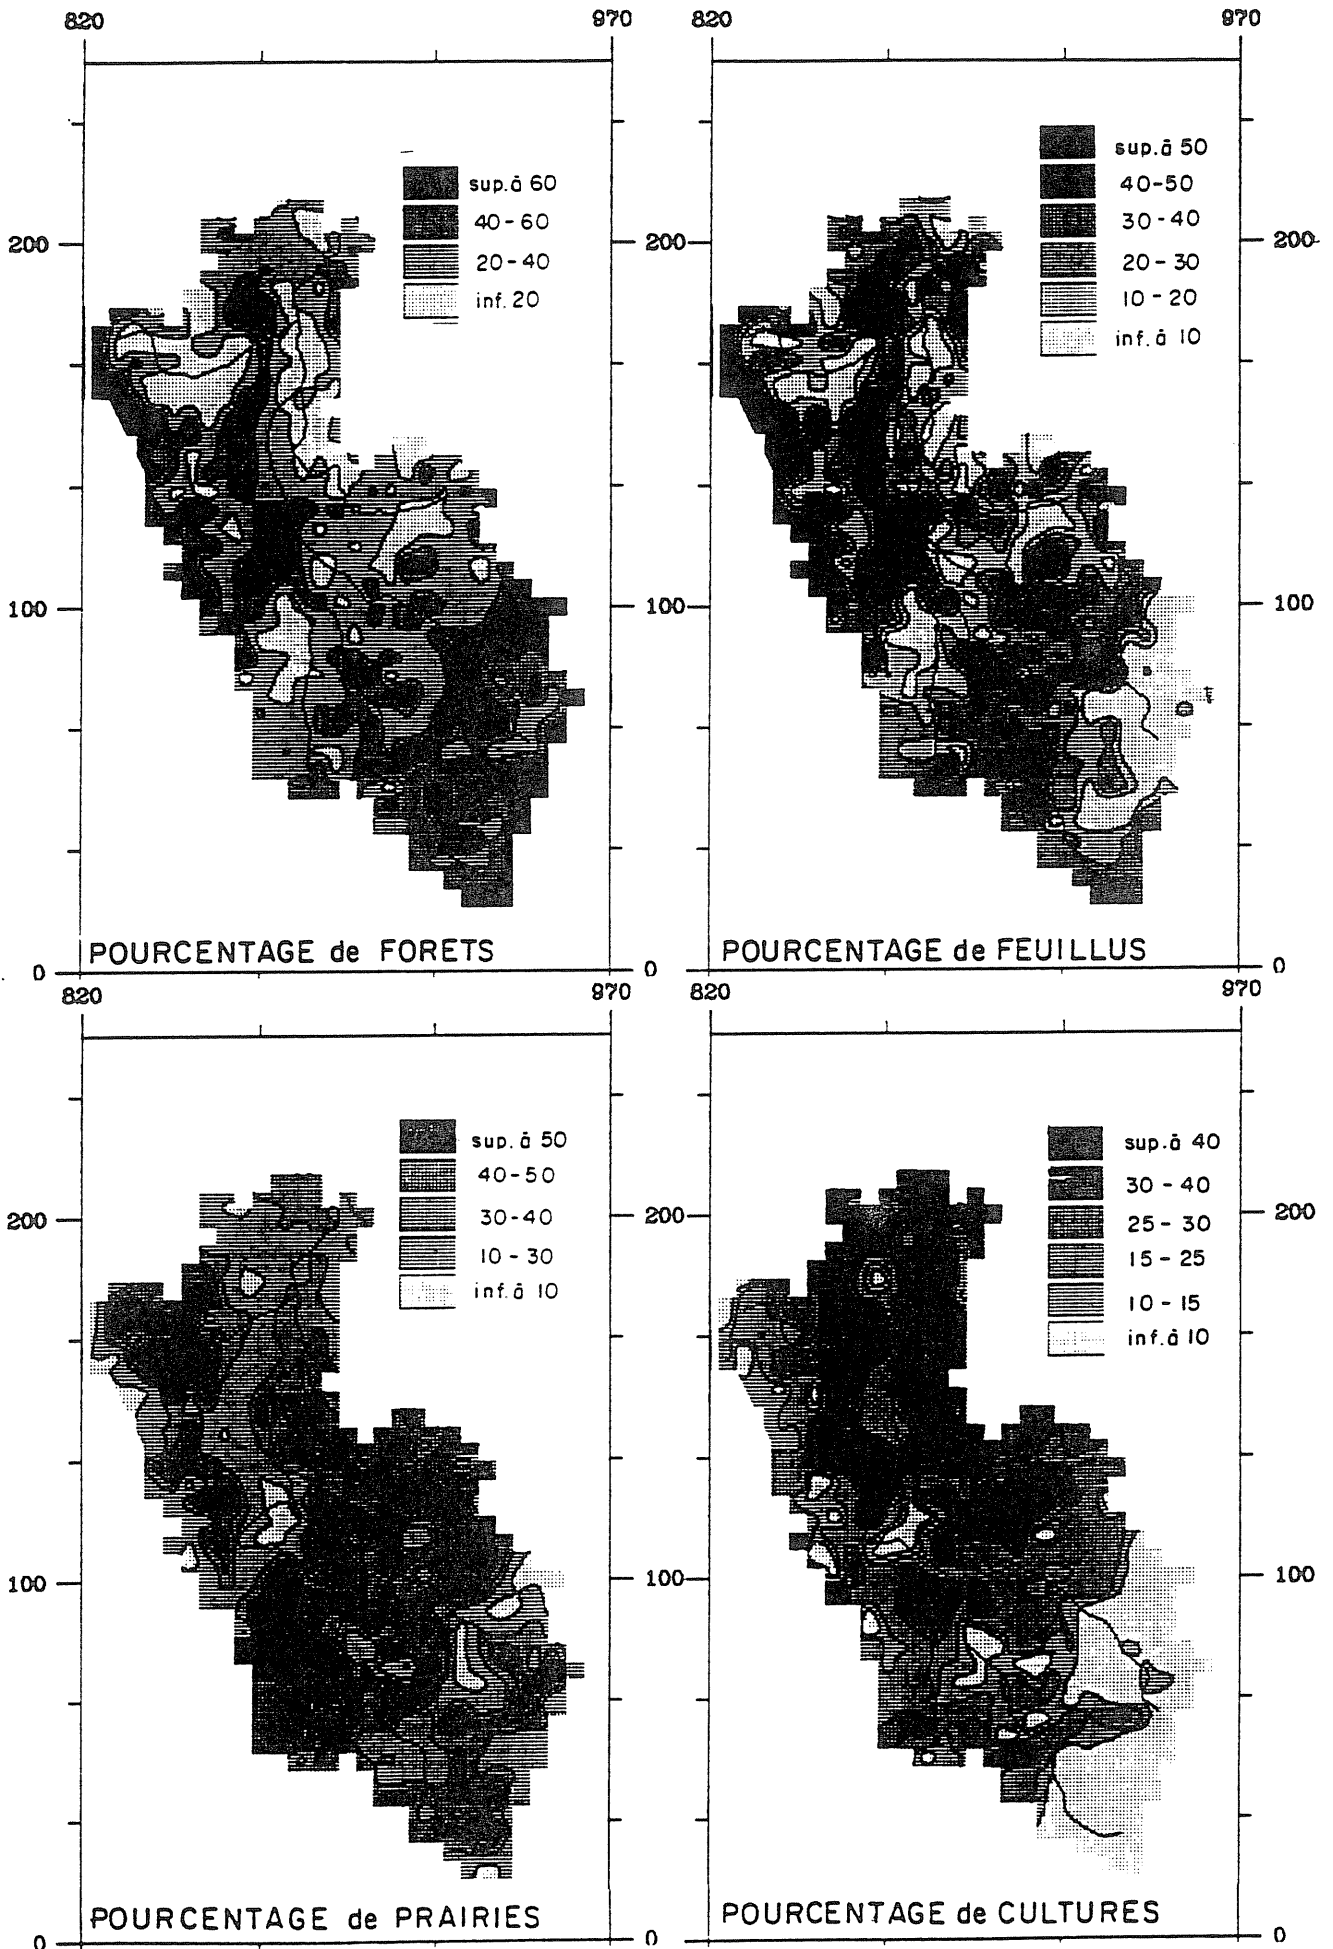 820 970
sup.à 60
40-60
20-40
inf.20
200
100
0
POURCENTAGE de FORETS
820 970
sup.à 50
40-50
30-40
20-30
10-20
inf.à 10
200 200
100 100
0 0
POURCENTAGE de FEUILLUS
820 970
sup.à 50
40-50
30-40
10-30
inf.à 10
200
100
0
POURCENTAGE de PRAIRIES
820 970
sup.à 40
30-40
25-30
15-25
10-15
inf.à 10
200 200
100 100
0 0
POURCENTAGE de CULTURES